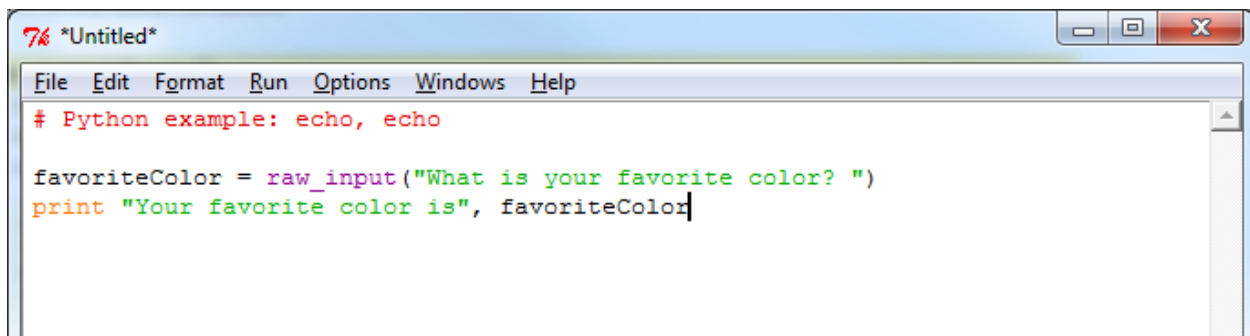 *Untitled*
File Edit Format Run Options Windows Help
# Python example: echo, echo
favoriteColor = raw_input("What is your favorite color? ")
print "Your favorite color is", favoriteColor